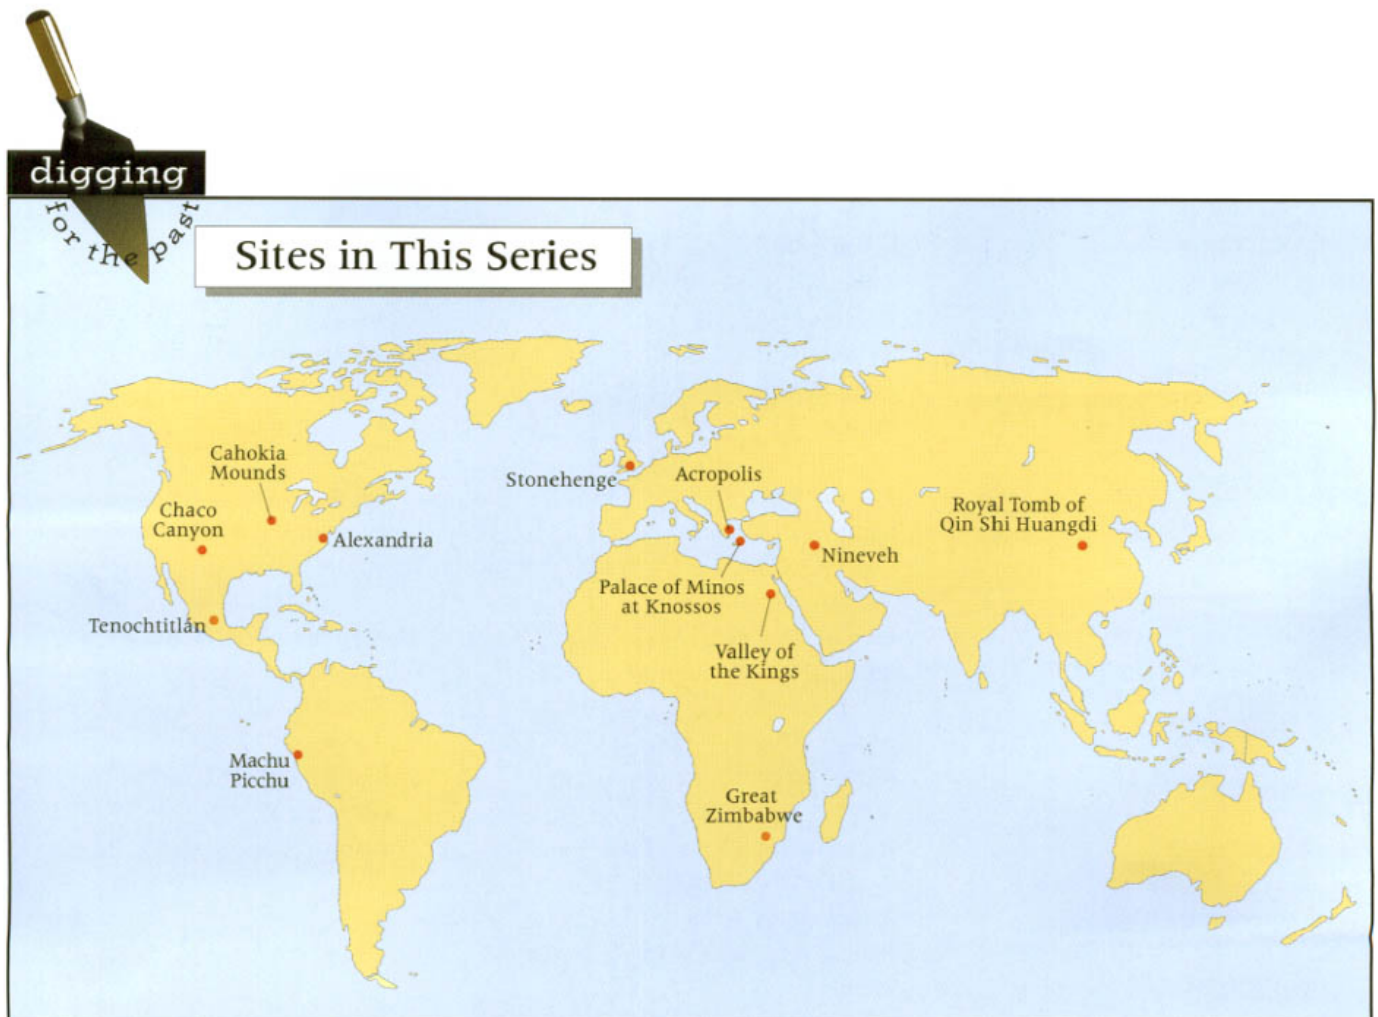 digging
for the past
Sites in This Series
Cahokia
Mounds
Chaco
Canyon
Alexandria
Tenochtitlán
Machu
Picchu
Stonehenge
Acropolis
Palace of Minos
at Knossos
Nineveh
Valley of
the Kings
Great
Zimbabwe
Royal Tomb of
Qin Shi Huangdi